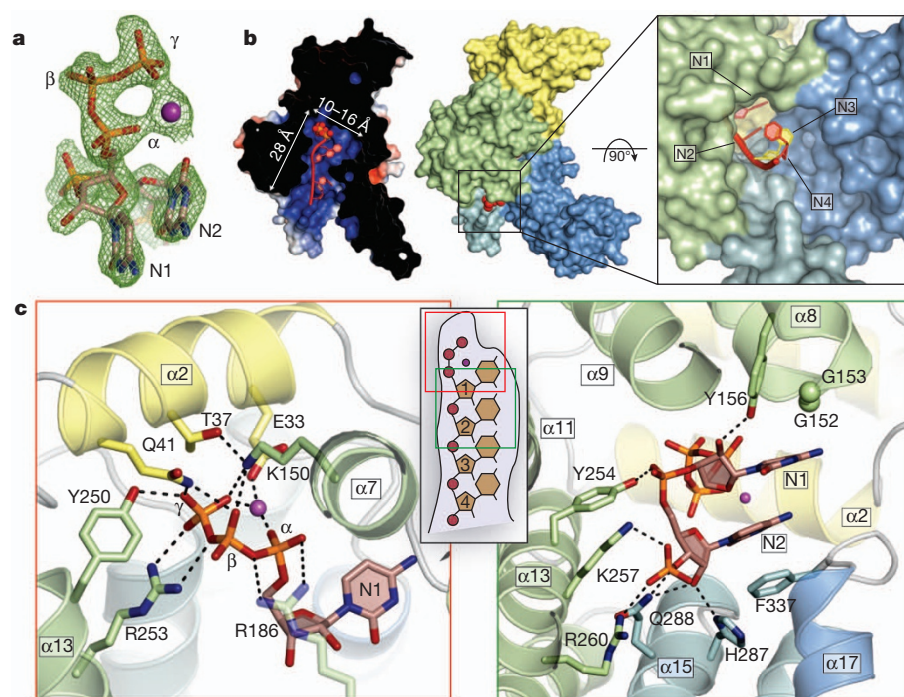 a
γ
β
α
N2
N1
b
10–16 Å
28 Å
90°
N1
N3
N2
N4
c
α2
T37
E33
Q41
K150
Y250
γ
α7
α
β
N1
R253
R186
α13
1
2
3
4
α8
α9
G153
Y156
G152
α11
Y254
N1
α2
N2
α13
K257
F337
Q288
R260
H287
α15
α17